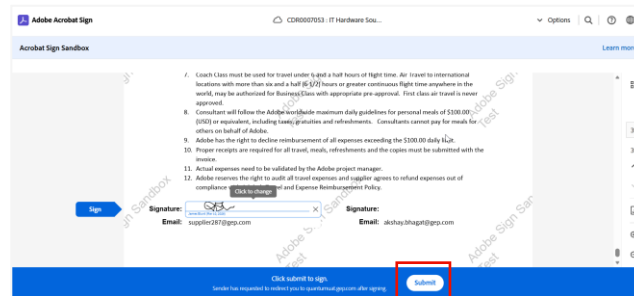 Adobe Acrobat Sign
CDR0007053 : IT Hardware Sou...
Options
Acrobat Sign Sandbox
Learn more
7. Coach Class must be used for travel under 6 and a half hours of flight time. Air Travel to international
locations with more than six and a half (6-1/2) hours or greater continuous flight time anywhere in the
world, may be authorized for Business Class with appropriate pre-approval. First class air travel is never
approved.
8. Consultant will follow the Adobe worldwide maximum daily guidelines for personal meals of $100.00
(USD) or equivalent, including taxes, gratuities and refreshments. Consultants cannot pay for meals for
others on behalf of Adobe.
9. Adobe has the right to decline reimbursement of all expenses exceeding the $100.00 daily limit.
10. Proper receipts are required for all travel, meals, refreshments and the copies must be submitted with the
invoice.
11. Actual expenses need to be validated by the Adobe project manager.
12. Adobe reserves the right to audit all travel expenses and supplier agrees to refund expenses out of
compliance with Travel and Expense Reimbursement Policy.
Click to change
Sign
Signature:
Signature:
Email: supplier287@gep.com
Email: akshay.bhagat@gep.com
Click submit to sign.
Sender has requested to redirect you to quantumuat.gep.com after signing.
Submit
Adobe Sign
Test